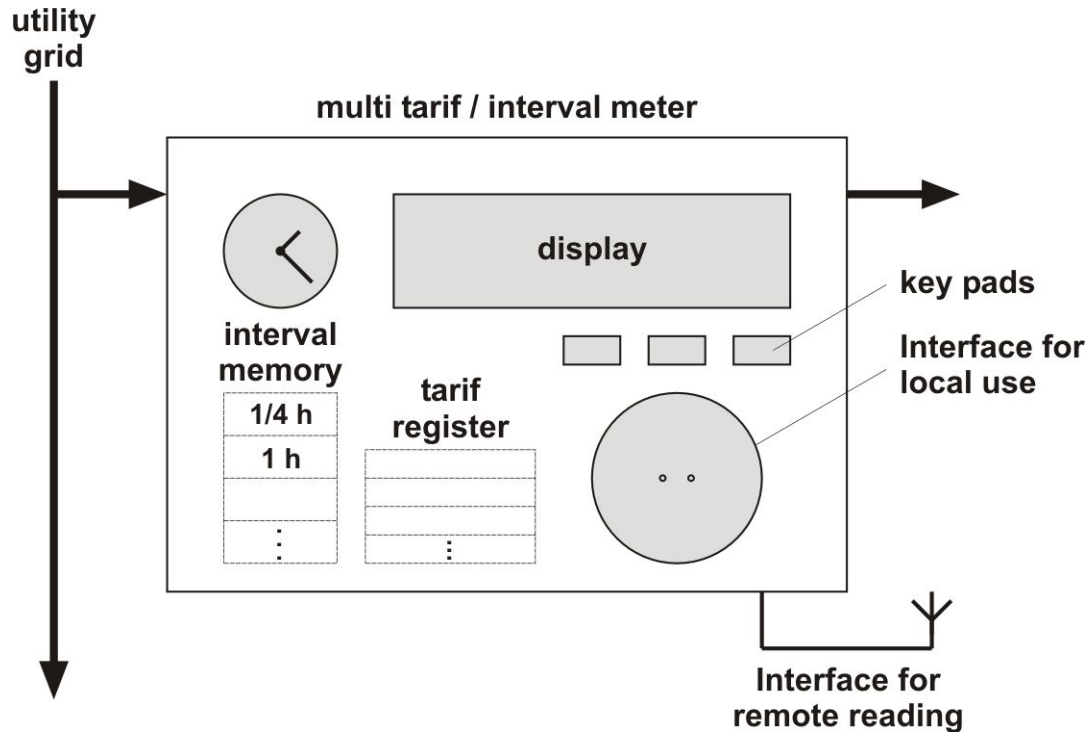 utility
grid
multi tarif / interval meter
display
key pads
interval
memory
Interface for
local use
tarif
register
1/4 h
1 h
Interface for
remote reading